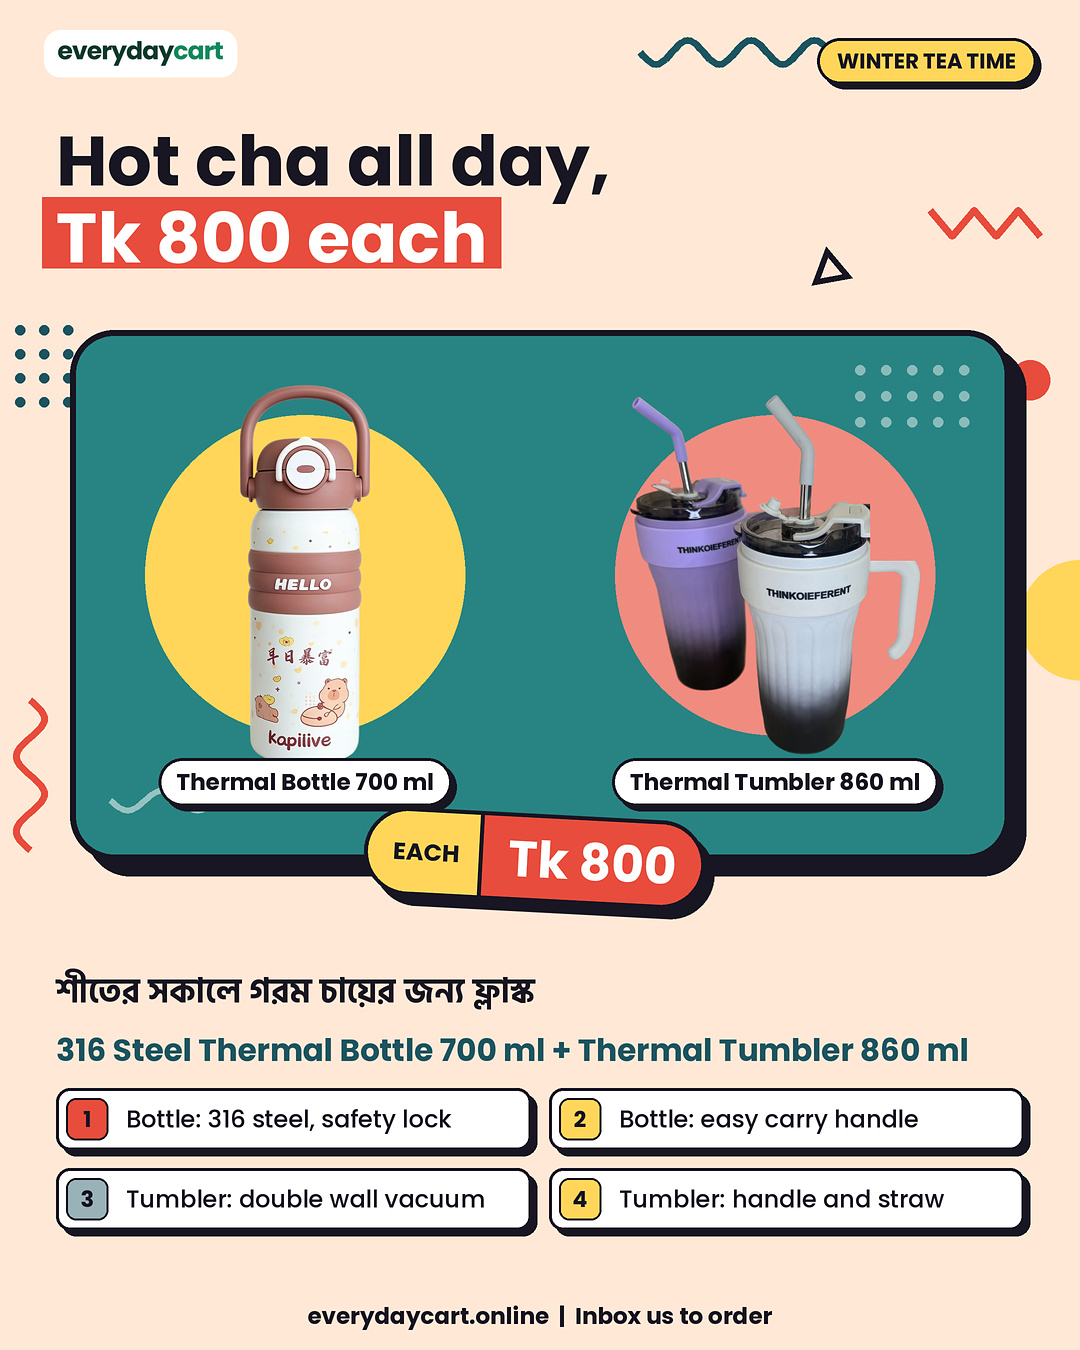 everydaycart
WINTER TEA TIME
Hot cha all day,
Tk 800 each
HELLO
早日暴富
kapilive
THINKOIEFERENT
THINKOIEFERENT
Thermal Bottle 700 ml
Thermal Tumbler 860 ml
EACH
Tk 800
শীতের সকালে গরম চায়ের জন্য ফ্লাস্ক
316 Steel Thermal Bottle 700 ml + Thermal Tumbler 860 ml
1 Bottle: 316 steel, safety lock
2 Bottle: easy carry handle
3 Tumbler: double wall vacuum
4 Tumbler: handle and straw
everydaycart.online | Inbox us to order